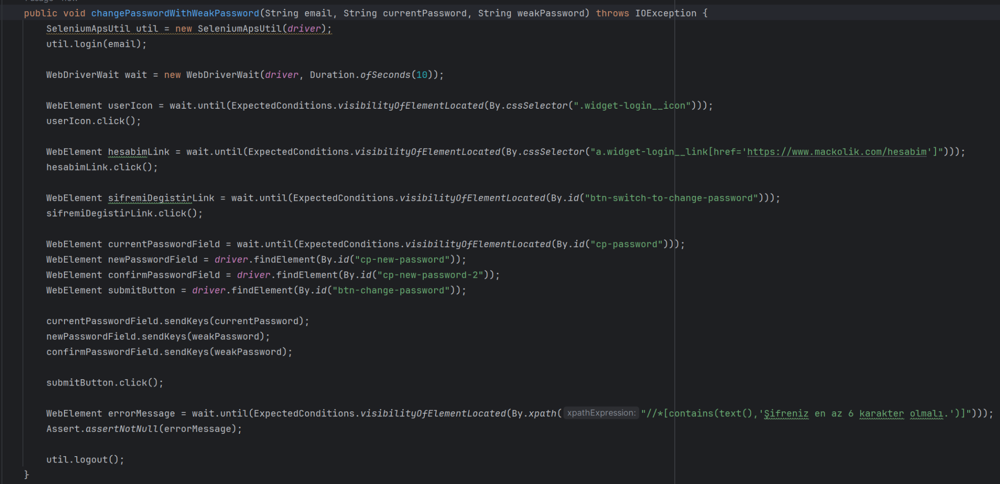 public void changePasswordWithWeakPassword(String email, String currentPassword, String weakPassword) throws IOException {
SeleniumApsUtil util = new SeleniumApsUtil(driver);
util.login(email);
WebDriverWait wait = new WebDriverWait(driver, Duration.ofSeconds(10));
WebElement userIcon = wait.until(ExpectedConditions.visibilityOfElementLocated(By.cssSelector(".widget-login__icon")));
userIcon.click();
WebElement hesabimLink = wait.until(ExpectedConditions.visibilityOfElementLocated(By.cssSelector("a.widget-login__link[href='https://www.mackolik.com/hesabim']")));
hesabimLink.click();
WebElement sifremiDegistirLink = wait.until(ExpectedConditions.visibilityOfElementLocated(By.id("btn-switch-to-change-password")));
sifremiDegistirLink.click();
WebElement currentPasswordField = wait.until(ExpectedConditions.visibilityOfElementLocated(By.id("cp-password")));
WebElement newPasswordField = driver.findElement(By.id("cp-new-password"));
WebElement confirmPasswordField = driver.findElement(By.id("cp-new-password-2"));
WebElement submitButton = driver.findElement(By.id("btn-change-password"));
currentPasswordField.sendKeys(currentPassword);
newPasswordField.sendKeys(weakPassword);
confirmPasswordField.sendKeys(weakPassword);
submitButton.click();
WebElement errorMessage = wait.until(ExpectedConditions.visibilityOfElementLocated(By.xpath( xpathExpression: "//*[contains(text(),'Şifreniz en az 6 karakter olmalı.')]")));
Assert.assertNotNull(errorMessage);
util.logout();
}